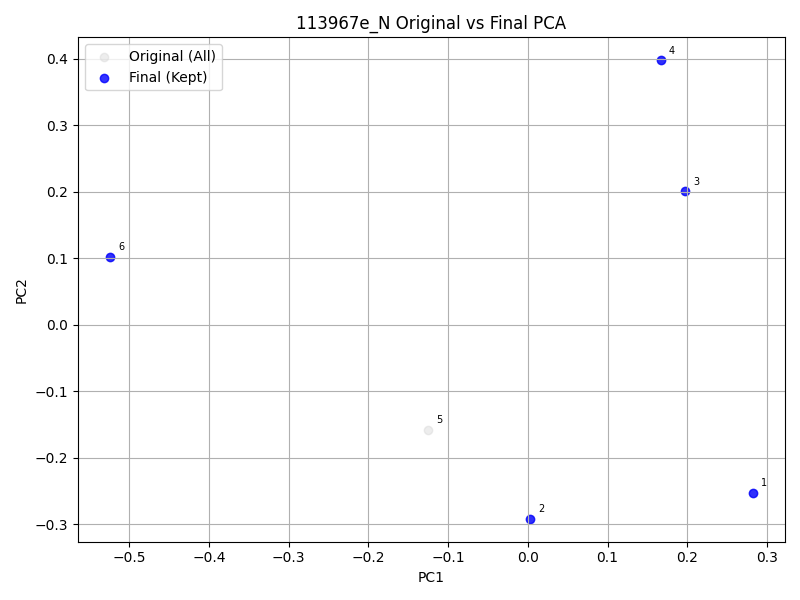 113967e_N Original vs Final PCA
Original (All)
Final (Kept)
4
3
6
5
1
2
0.4
0.3
0.2
0.1
0.0
−0.1
−0.2
−0.3
PC2
−0.5 −0.4 −0.3 −0.2 −0.1 0.0 0.1 0.2 0.3
PC1